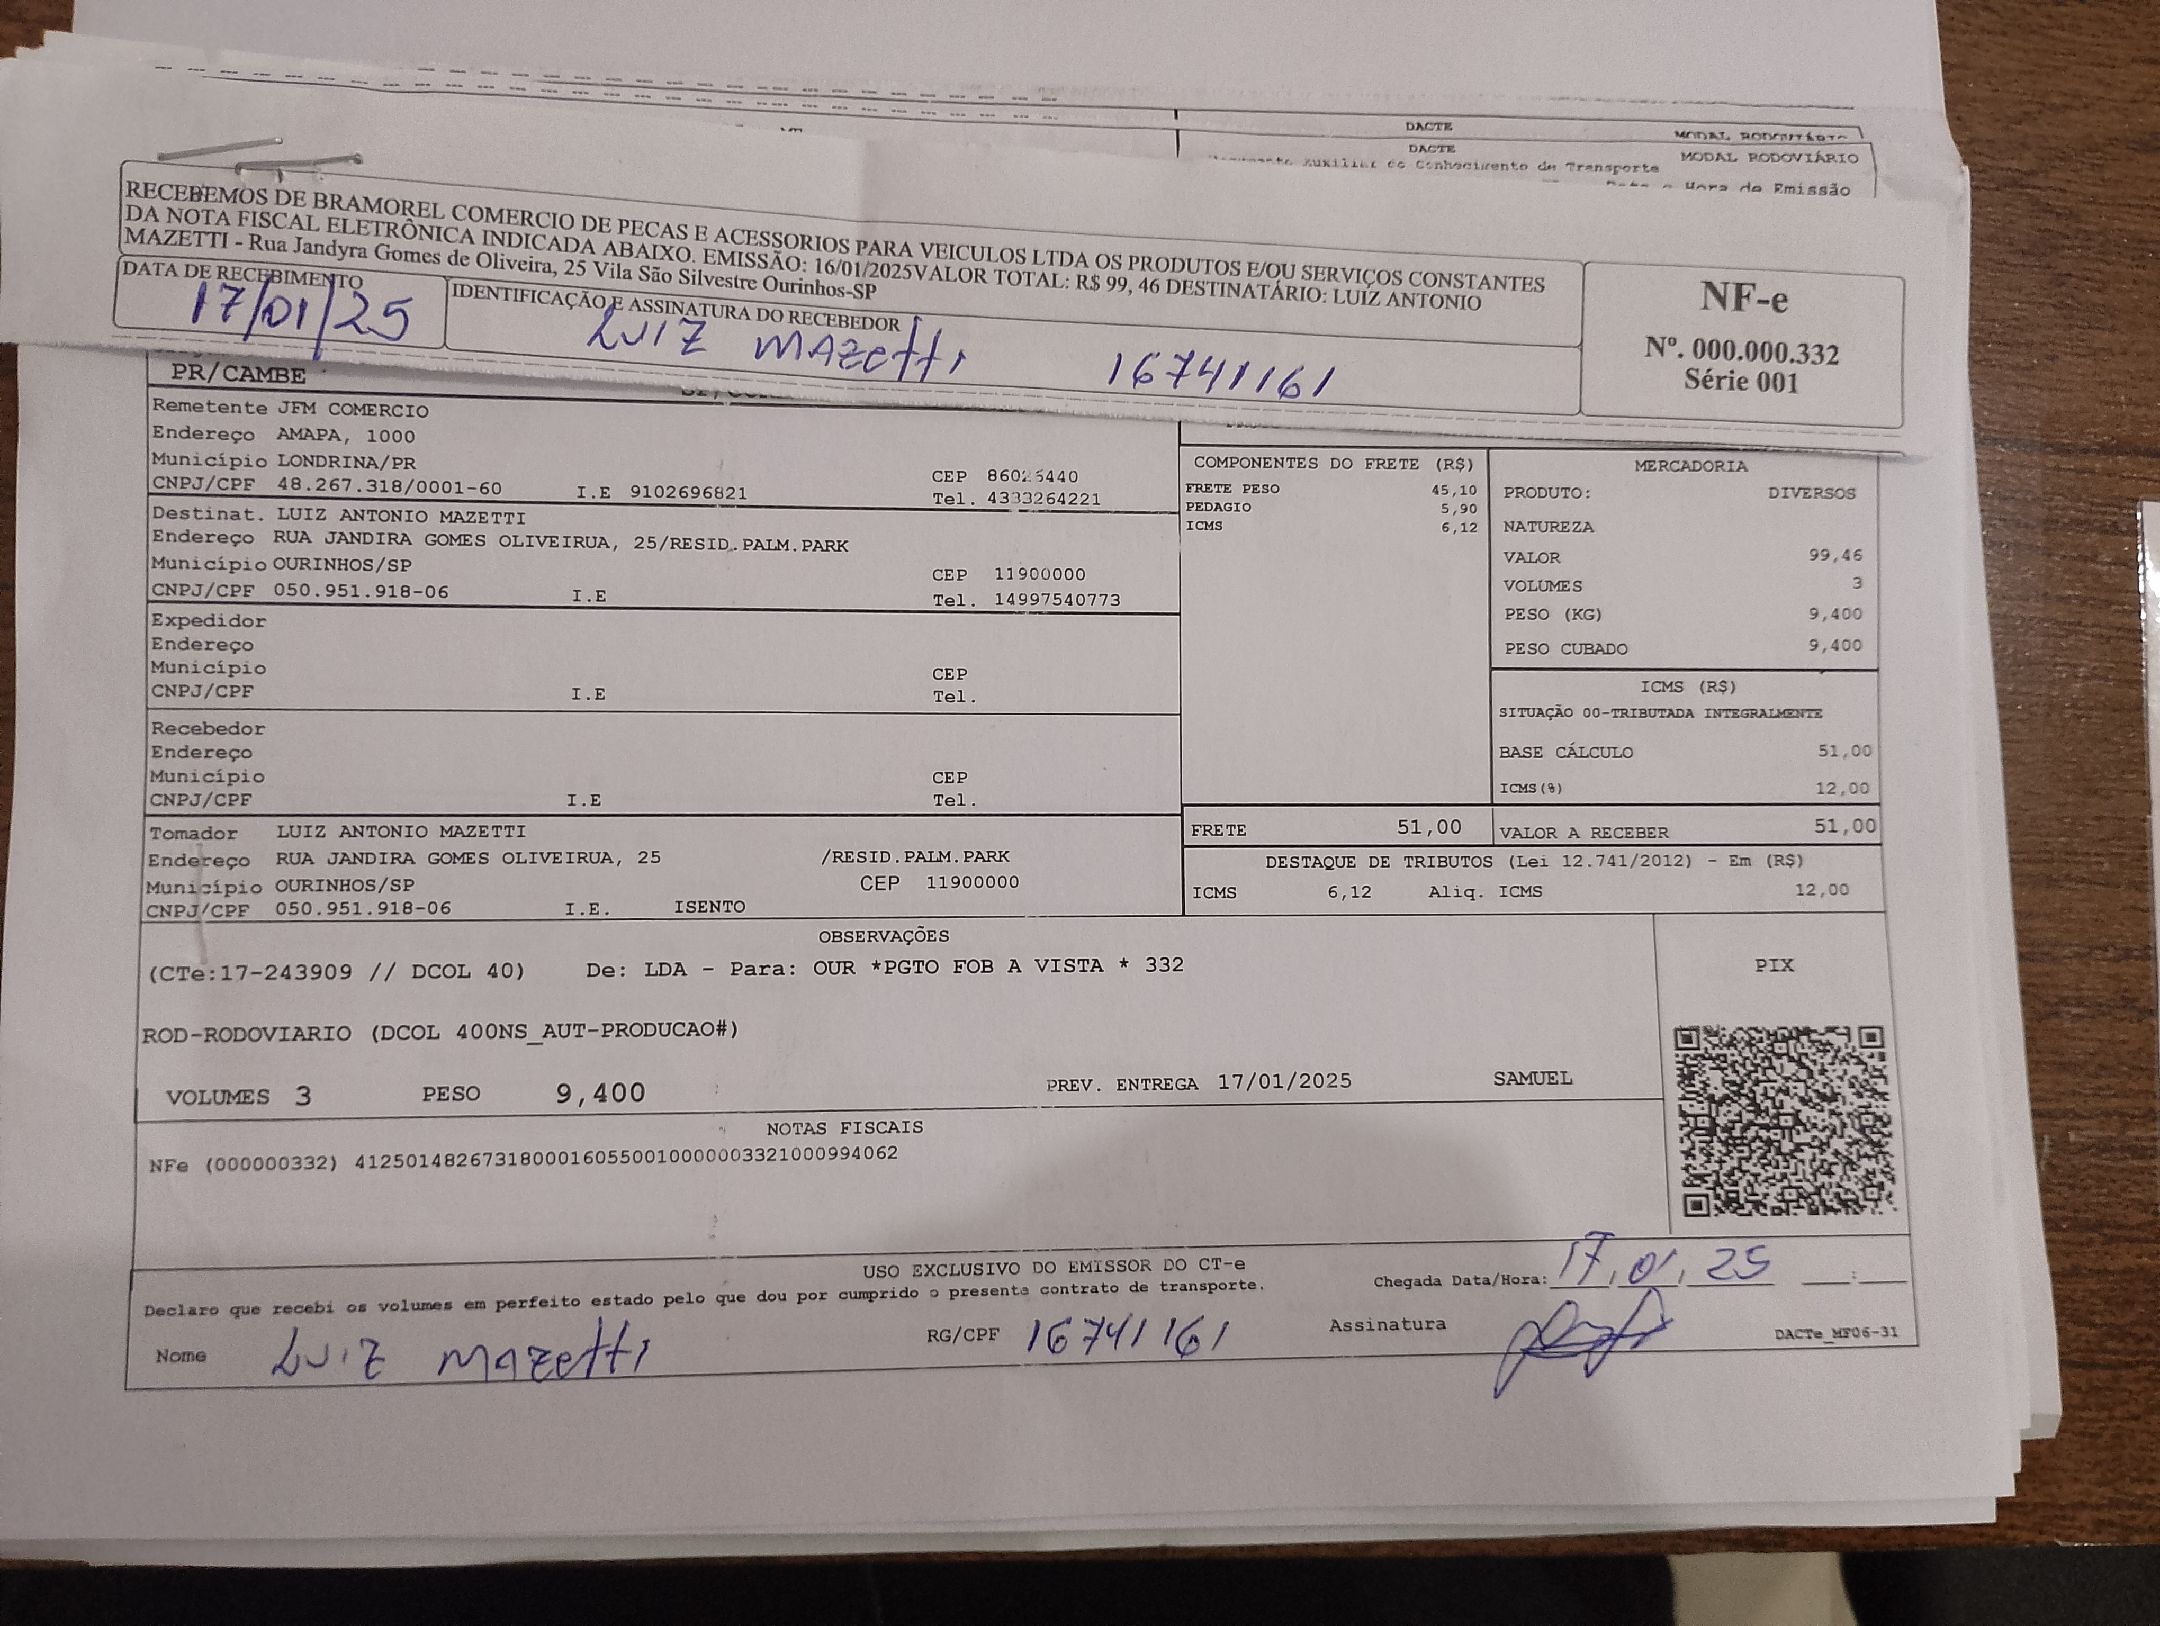 DACTE
MODAL RODOVIÁRIO
DACTE
MODAL RODOVIÁRIO
Auxiliar do Conhecimento de Transporte
Hora de Emissão
RECEBEMOS DE BRAMOREL COMERCIO DE PECAS E ACESSORIOS PARA VEICULOS LTDA OS PRODUTOS E/OU SERVIÇOS CONSTANTES
DA NOTA FISCAL ELETRÔNICA INDICADA ABAIXO. EMISSÃO: 16/01/2025VALOR TOTAL: R$ 99, 46 DESTINATÁRIO: LUIZ ANTONIO
MAZETTI - Rua Jandyra Gomes de Oliveira, 25 Vila São Silvestre Ourinhos-SP
DATA DE RECEBIMENTO
17/01/25
IDENTIFICAÇÃO E ASSINATURA DO RECEBEDOR
LUIZ MAZETTI 16741161
NF-e
Nº. 000.000.332
Série 001
PR/CAMBE
Remetente JFM COMERCIO
Endereço AMAPA, 1000
Município LONDRINA/PR
CEP 86026440
CNPJ/CPF 48.267.318/0001-60 I.E 9102696821
Tel. 4333264221
Destinat. LUIZ ANTONIO MAZETTI
Endereço RUA JANDIRA GOMES OLIVEIRUA, 25/RESID.PALM.PARK
Município OURINHOS/SP
CEP 11900000
CNPJ/CPF 050.951.918-06 I.E
Tel. 14997540773
Expedidor
Endereço
Município
CEP
CNPJ/CPF I.E
Tel.
Recebedor
Endereço
Município
CEP
CNPJ/CPF I.E
Tel.
Tomador LUIZ ANTONIO MAZETTI
Endereço RUA JANDIRA GOMES OLIVEIRUA, 25 /RESID.PALM.PARK
Município OURINHOS/SP CEP 11900000
CNPJ/CPF 050.951.918-06 I.E. ISENTO
COMPONENTES DO FRETE (R$)
FRETE PESO 45,10
PEDAGIO 5,90
ICMS 6,12
MERCADORIA
PRODUTO: DIVERSOS
NATUREZA
VALOR 99,46
VOLUMES 3
PESO (KG) 9,400
PESO CUBADO 9,400
ICMS (R$)
SITUAÇÃO 00-TRIBUTADA INTEGRALMENTE
BASE CÁLCULO 51,00
ICMS(%) 12,00
FRETE 51,00
VALOR A RECEBER 51,00
DESTAQUE DE TRIBUTOS (Lei 12.741/2012) - Em (R$)
ICMS 6,12 Aliq. ICMS 12,00
OBSERVAÇÕES
(CTe:17-243909 // DCOL 40) De: LDA - Para: OUR *PGTO FOB A VISTA * 332
ROD-RODOVIARIO (DCOL 400NS_AUT-PRODUCAO#)
VOLUMES 3 PESO 9,400 PREV. ENTREGA 17/01/2025 SAMUEL
PIX
NOTAS FISCAIS
NFe (000000332) 41250148267318000160550010000003321000994062
USO EXCLUSIVO DO EMISSOR DO CT-e
Declaro que recebi os volumes em perfeito estado pelo que dou por cumprido o presente contrato de transporte.
Chegada Data/Hora: 17.01.25 :
Nome LUIZ MAZETTI
RG/CPF 16741161
Assinatura
DACTe_MF06-31